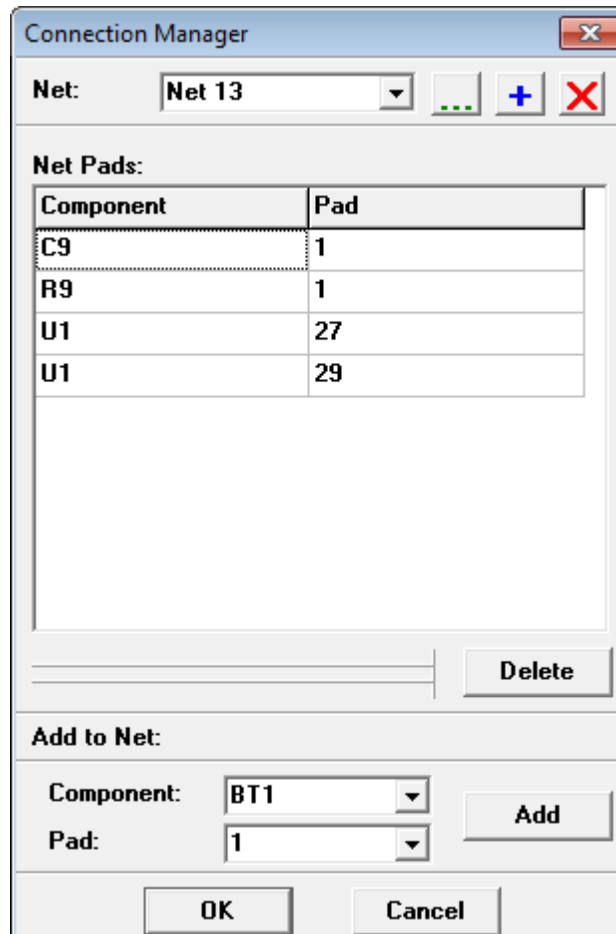 Connection Manager
Net: Net 13 ... +
Net Pads:
Component Pad
C9 1
R9 1
U1 27
U1 29
Delete
Add to Net:
Component: BT1
Pad: 1
Add
OK Cancel